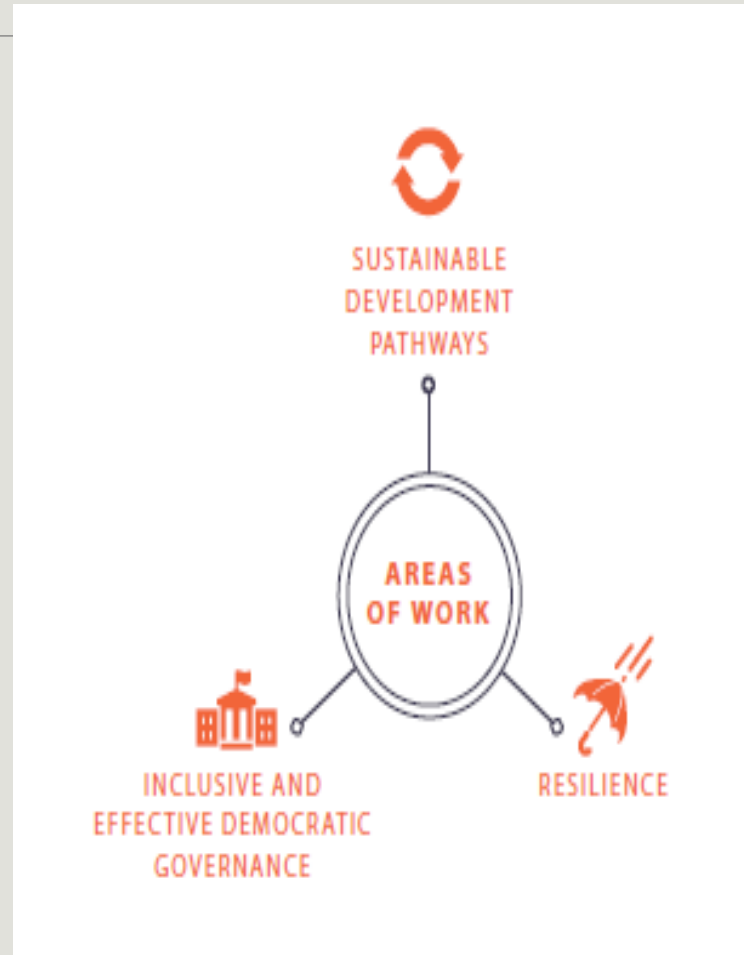 SUSTAINABLE
DEVELOPMENT
PATHWAYS
AREAS
OF WORK
INCLUSIVE AND
EFFECTIVE DEMOCRATIC
GOVERNANCE
RESILIENCE